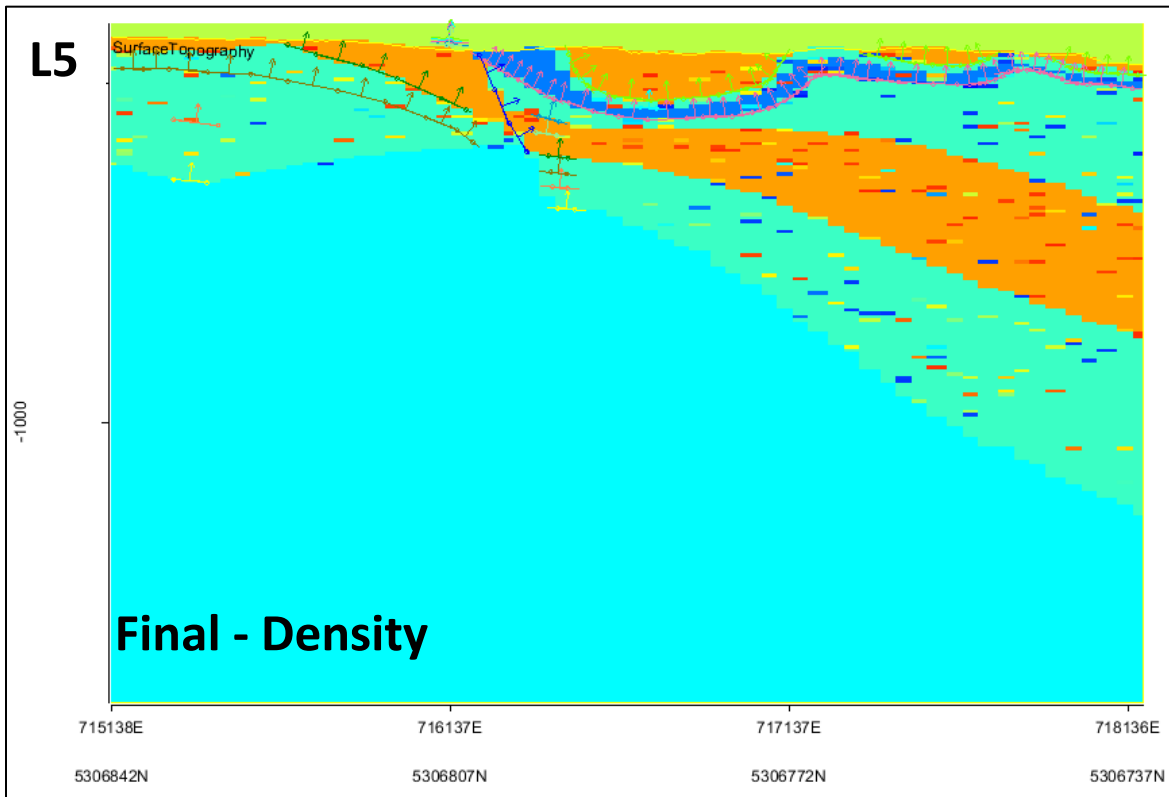 L5
SurfaceTopography
-1000
Final - Density
715138E 716137E 717137E 718136E
5306842N 5306807N 5306772N 5306737N